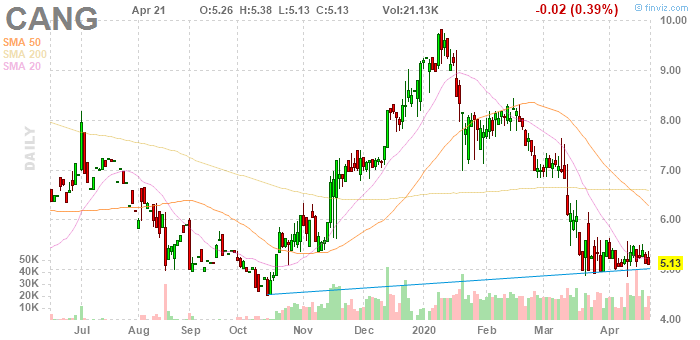 CANG Apr 21 O:5.26 H:5.38 L:5.13 C:5.13 Vol:21.13K -0.02 (0.39%) © finviz.com
SMA 50
SMA 200
SMA 20
DAILY
10.00
9.00
8.00
7.00
6.00
5.13
5.00
4.00
50K
40K
30K
20K
10K
Jul Aug Sep Oct Nov Dec 2020 Feb Mar Apr